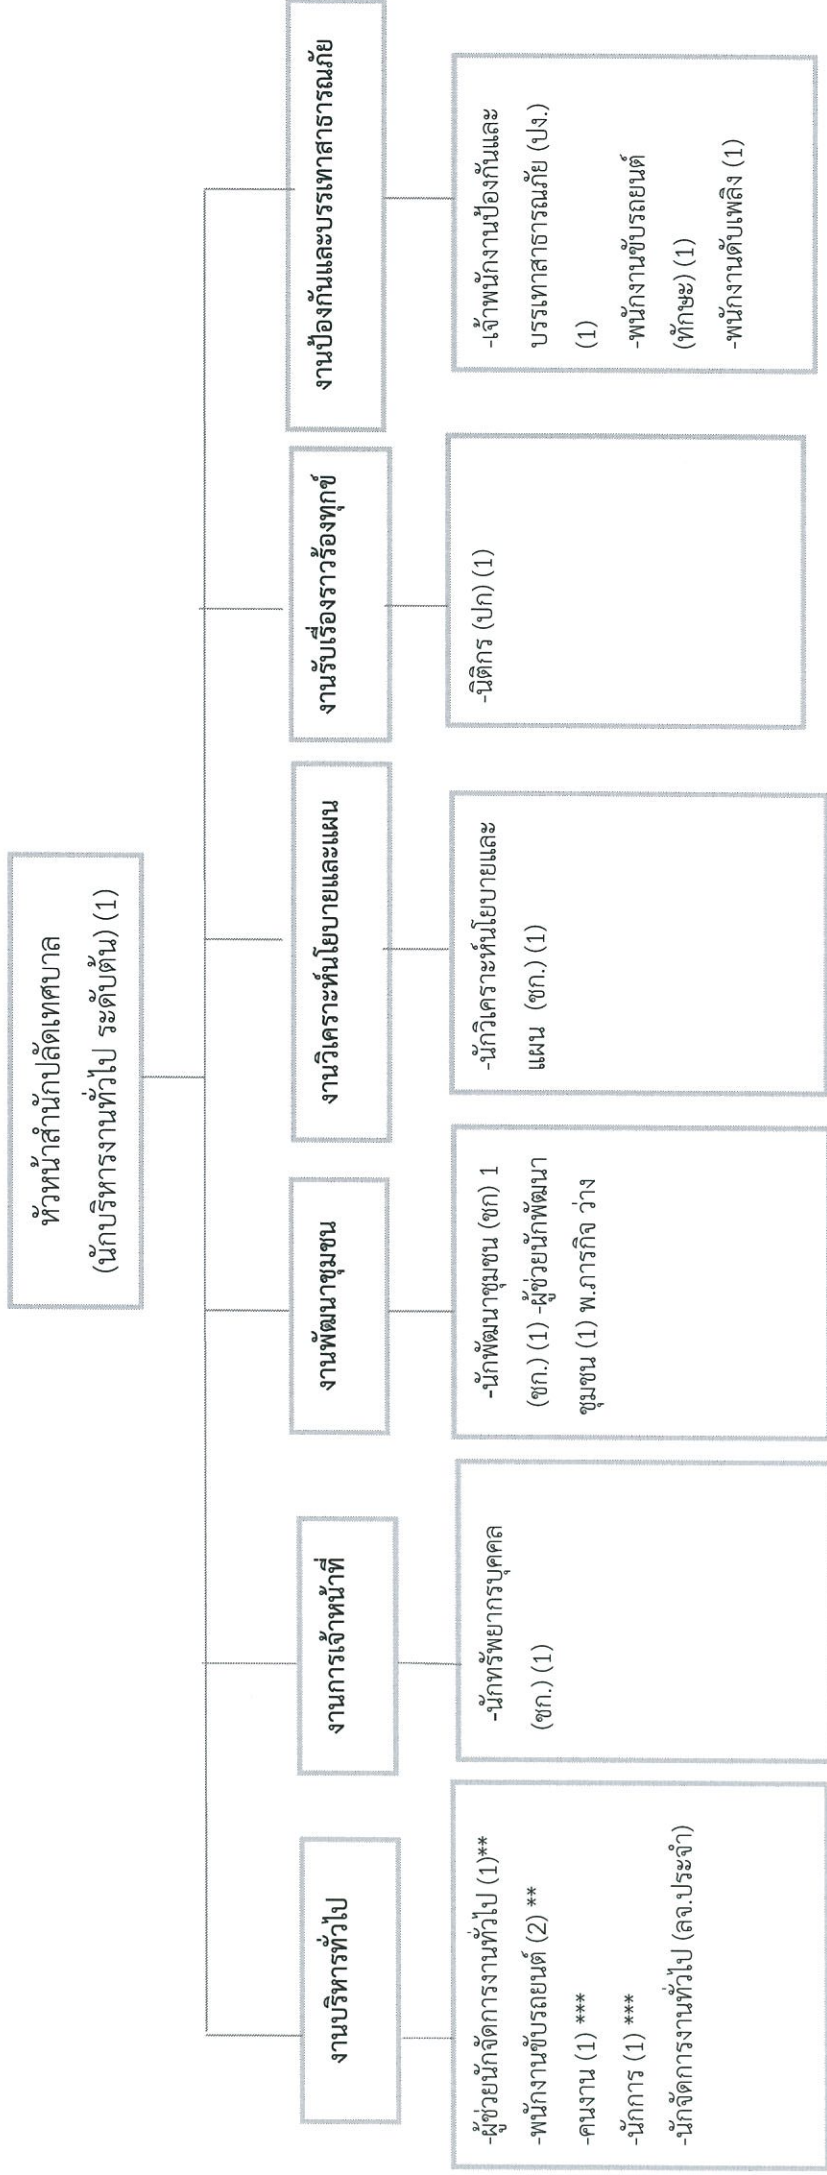 หัวหน้าสำนักปลัดเทศบาล
(นักบริหารงานทั่วไป ระดับต้น) (1)
งานบริหารทั่วไป
-ผู้ช่วยนักจัดการงานทั่วไป (1)**
-พนักงานขับรถยนต์ (2) **
-คนงาน (1) ***
-นักการ (1) ***
-นักจัดการงานทั่วไป (ลจ.ประจำ)
งานการเจ้าหน้าที่
-นักทรัพยากรบุคคล
(ชก.) (1)
งานพัฒนาชุมชน
-นักพัฒนาชุมชน (ชก) 1
(ชก.) (1) -ผู้ช่วยนักพัฒนา
ชุมชน (1) พ.ภารกิจ ว่าง
งานวิเคราะห์นโยบายและแผน
-นักวิเคราะห์นโยบายและ
แผน (ชก.) (1)
งานรับเรื่องราวร้องทุกข์
-นิติกร (ปก) (1)
งานป้องกันและบรรเทาสาธารณภัย
-เจ้าพนักงานป้องกันและ
บรรเทาสาธารณภัย (ปง.)
(1)
-พนักงานขับรถยนต์
(ทักษะ) (1)
-พนักงานดับเพลิง (1)